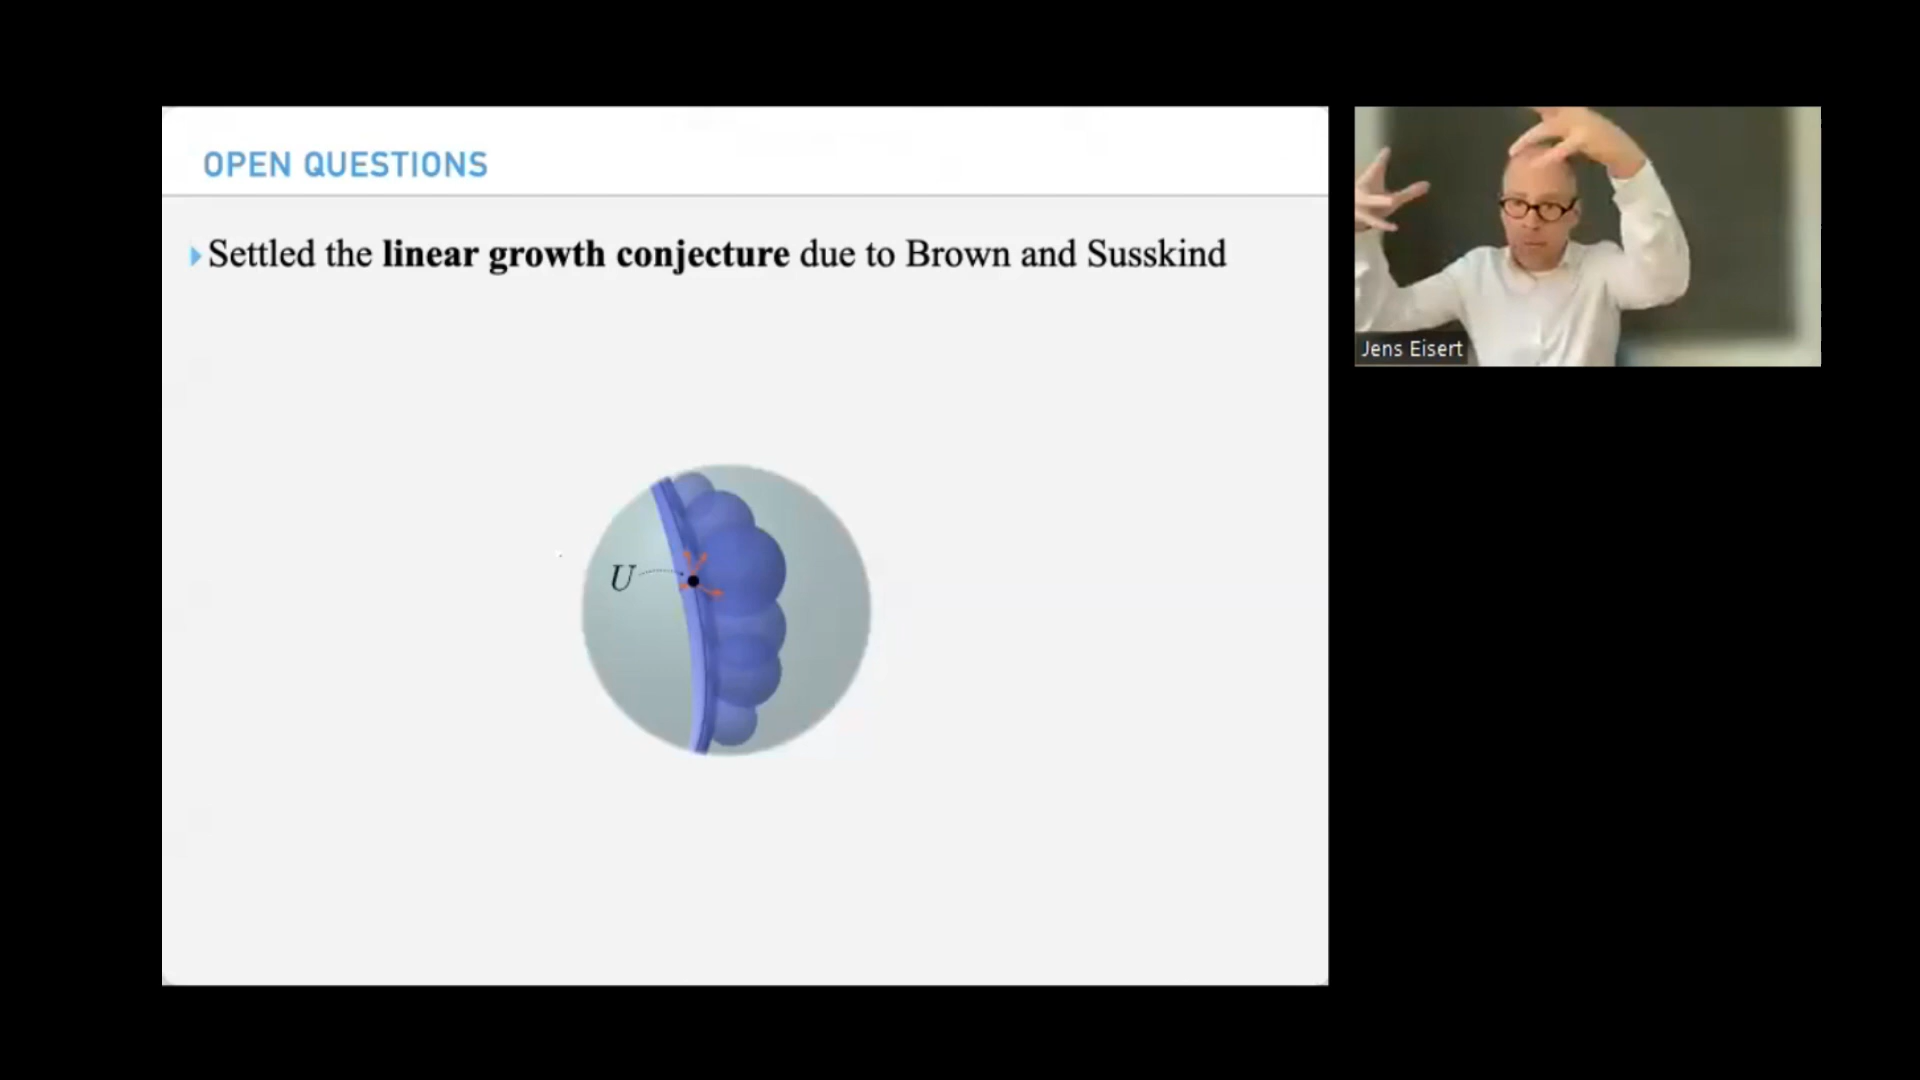 OPEN QUESTIONS
Settled the linear growth conjecture due to Brown and Susskind
U
Jens Eisert